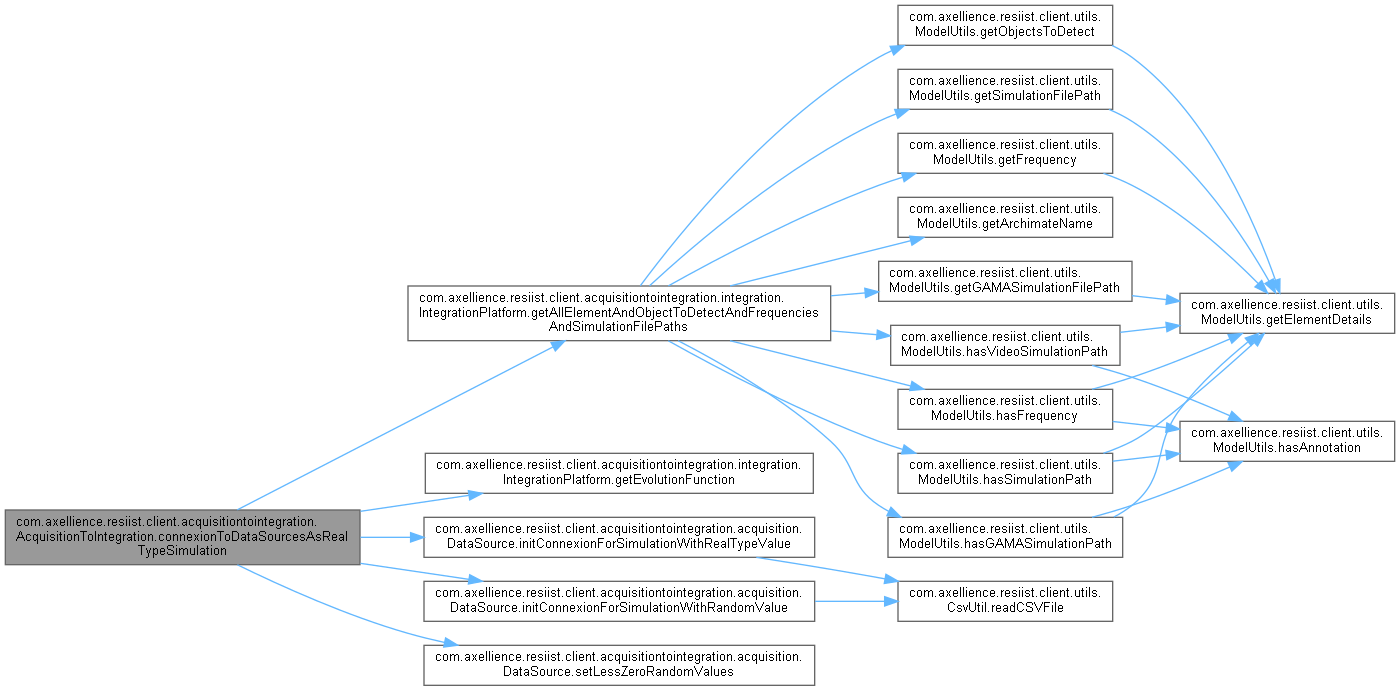 com.axellience.resiist.client.utils.
ModelUtils.getObjectsToDetect
com.axellience.resiist.client.utils.
ModelUtils.getSimulationFilePath
com.axellience.resiist.client.utils.
ModelUtils.getFrequency
com.axellience.resiist.client.utils.
ModelUtils.getArchimateName
com.axellience.resiist.client.acquisitiontointegration.integration.
IntegrationPlatform.getAllElementAndObjectToDetectAndFrequencies
AndSimulationFilePaths
com.axellience.resiist.client.utils.
ModelUtils.getGAMASimulationFilePath
com.axellience.resiist.client.utils.
ModelUtils.getElementDetails
com.axellience.resiist.client.utils.
ModelUtils.hasVideoSimulationPath
com.axellience.resiist.client.utils.
ModelUtils.hasFrequency
com.axellience.resiist.client.utils.
ModelUtils.hasAnnotation
com.axellience.resiist.client.acquisitiontointegration.integration.
IntegrationPlatform.getEvolutionFunction
com.axellience.resiist.client.utils.
ModelUtils.hasSimulationPath
com.axellience.resiist.client.acquisitiontointegration.
AcquisitionToIntegration.connexionToDataSourcesAsReal
TypeSimulation
com.axellience.resiist.client.acquisitiontointegration.acquisition.
DataSource.initConnexionForSimulationWithRealTypeValue
com.axellience.resiist.client.utils.
ModelUtils.hasGAMASimulationPath
com.axellience.resiist.client.acquisitiontointegration.acquisition.
DataSource.initConnexionForSimulationWithRandomValue
com.axellience.resiist.client.utils.
CsvUtil.readCSVFile
com.axellience.resiist.client.acquisitiontointegration.acquisition.
DataSource.setLessZeroRandomValues